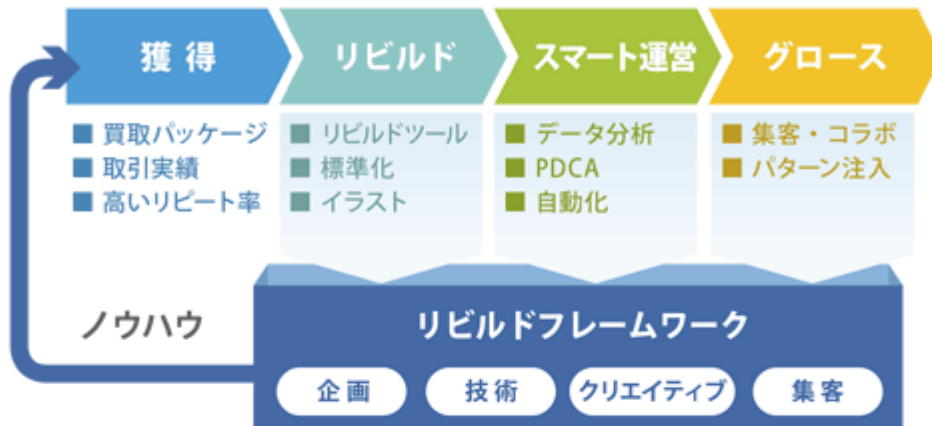 獲得
リビルド
スマート運営
グロース
■ 買取パッケージ
■ 取引実績
■ 高いリピート率
■ リビルドツール
■ 標準化
■ イラスト
■ データ分析
■ PDCA
■ 自動化
■ 集客・コラボ
■ パターン注入
ノウハウ
リビルドフレームワーク
企画
技術
クリエイティブ
集客